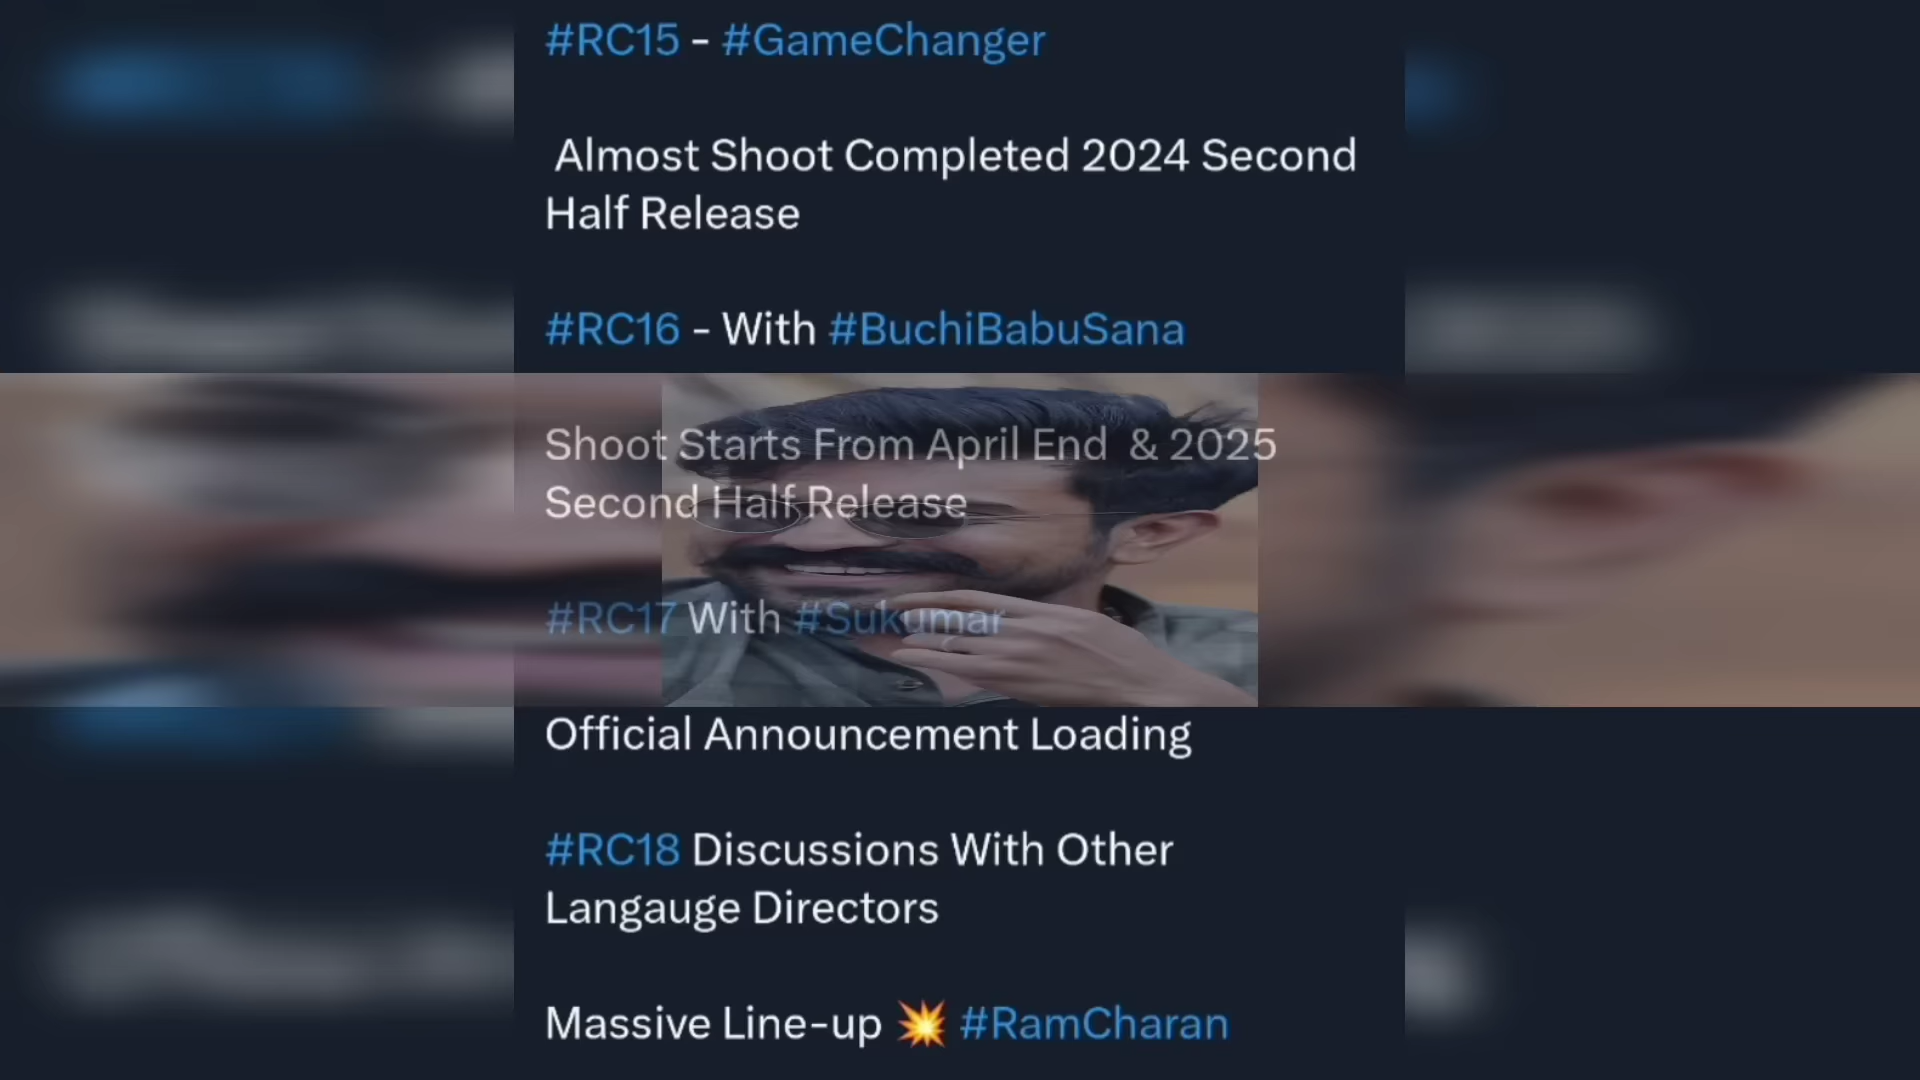 #RC15 - #GameChanger
Almost Shoot Completed 2024 Second
Half Release
#RC16 - With #BuchiBabuSana
Shoot Starts From April End & 2025
Second Half Release
#RC17 With #Sukumar
Official Announcement Loading
#RC18 Discussions With Other
Langauge Directors
Massive Line-up 💥 #RamCharan